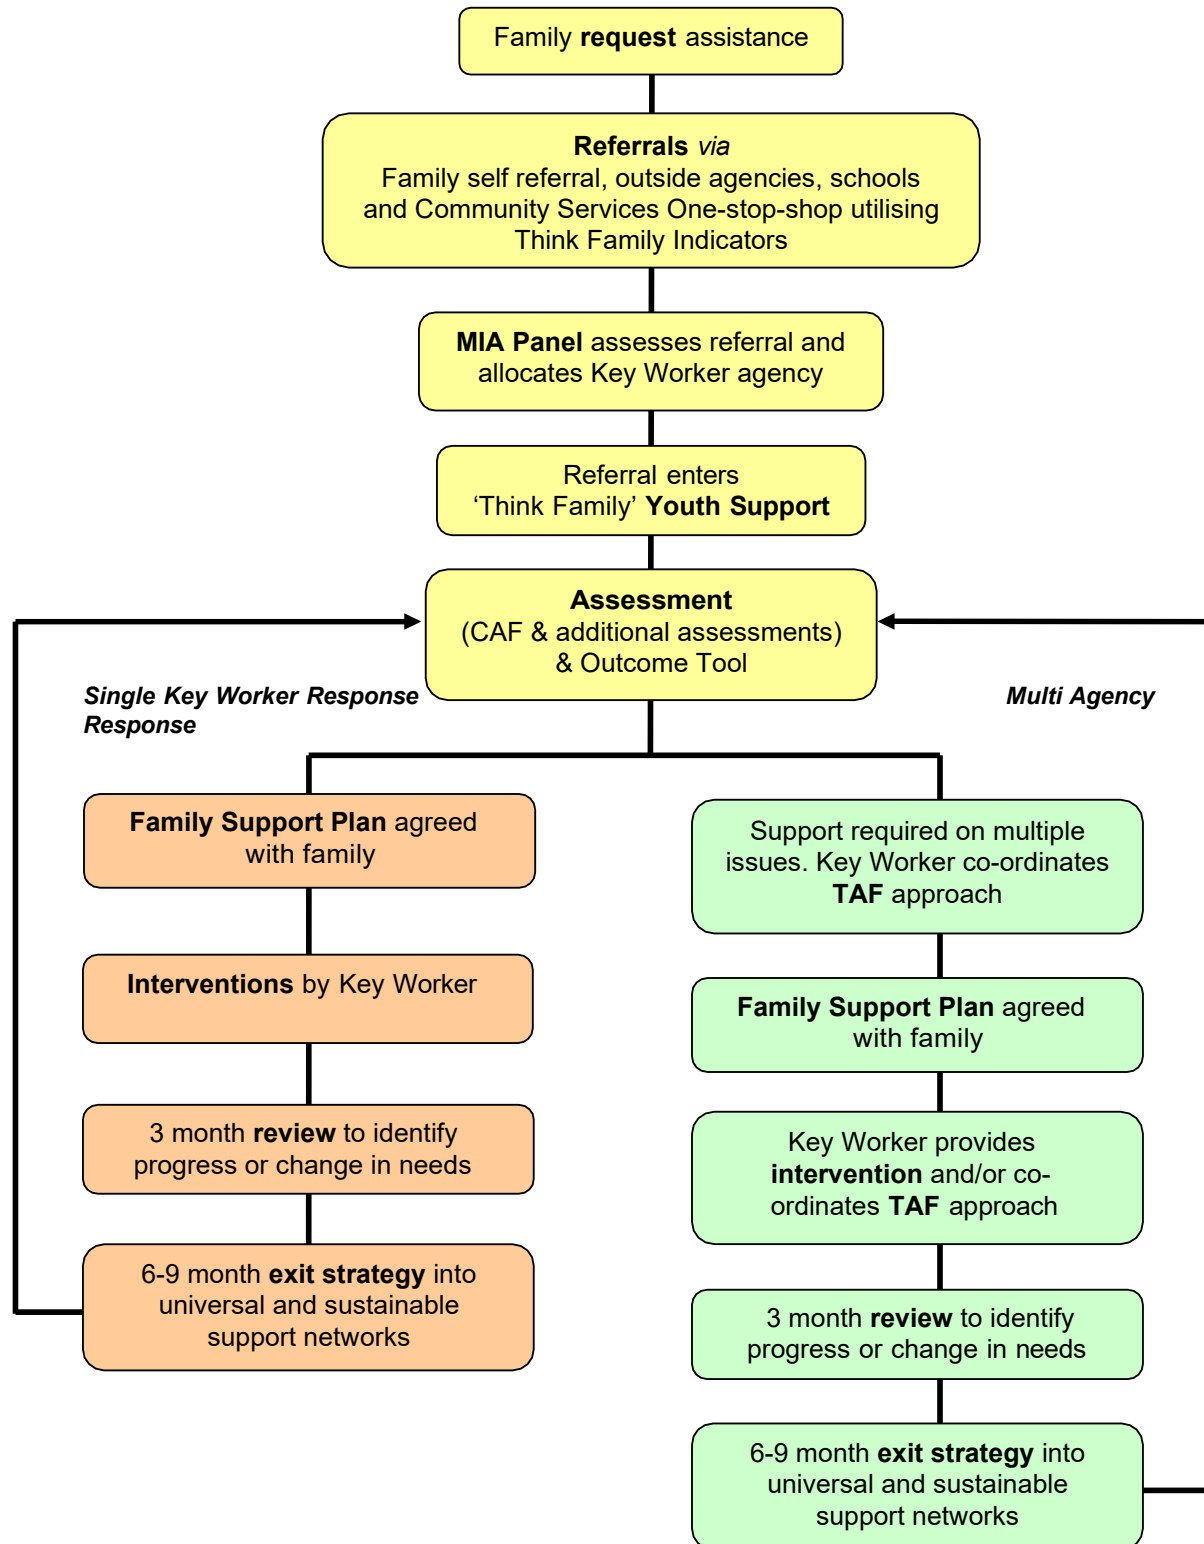 Family request assistance
Referrals via
Family self referral, outside agencies, schools
and Community Services One-stop-shop utilising
Think Family Indicators
MIA Panel assesses referral and
allocates Key Worker agency
Referral enters
‘Think Family’ Youth Support
Assessment
(CAF & additional assessments)
& Outcome Tool
Single Key Worker Response
Response
Multi Agency
Family Support Plan agreed
with family
Interventions by Key Worker
3 month review to identify
progress or change in needs
6-9 month exit strategy into
universal and sustainable
support networks
Support required on multiple
issues. Key Worker co-ordinates
TAF approach
Family Support Plan agreed
with family
Key Worker provides
intervention and/or co-
ordinates TAF approach
3 month review to identify
progress or change in needs
6-9 month exit strategy into
universal and sustainable
support networks